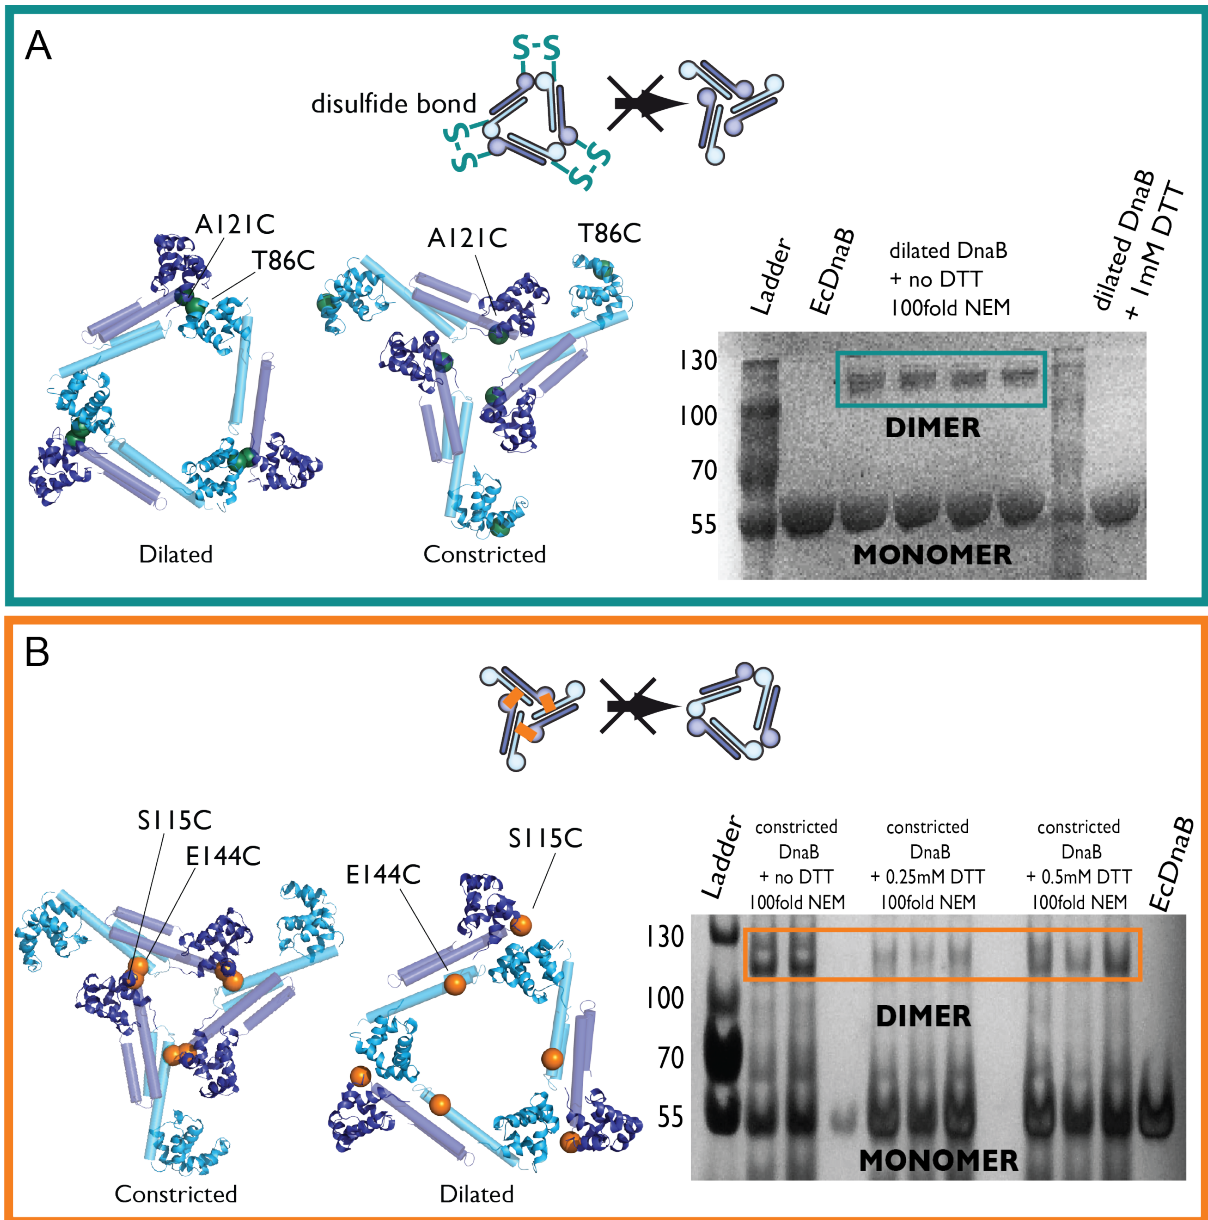 A
S-S
disulfide bond
S-S
S-S
A121C
T86C
A121C
T86C
Dilated
Constricted
Ladder
EcDnaB
dilated DnaB
+ no DTT
100fold NEM
dilated DnaB
+ 1mM DTT
130
100
70
55
DIMER
MONOMER
B
S115C
E144C
E144C
S115C
Constricted
Dilated
Ladder
constricted
DnaB
+ no DTT
100fold NEM
constricted
DnaB
+ 0.25mM DTT
100fold NEM
constricted
DnaB
+ 0.5mM DTT
100fold NEM
EcDnaB
130
100
70
55
DIMER
MONOMER